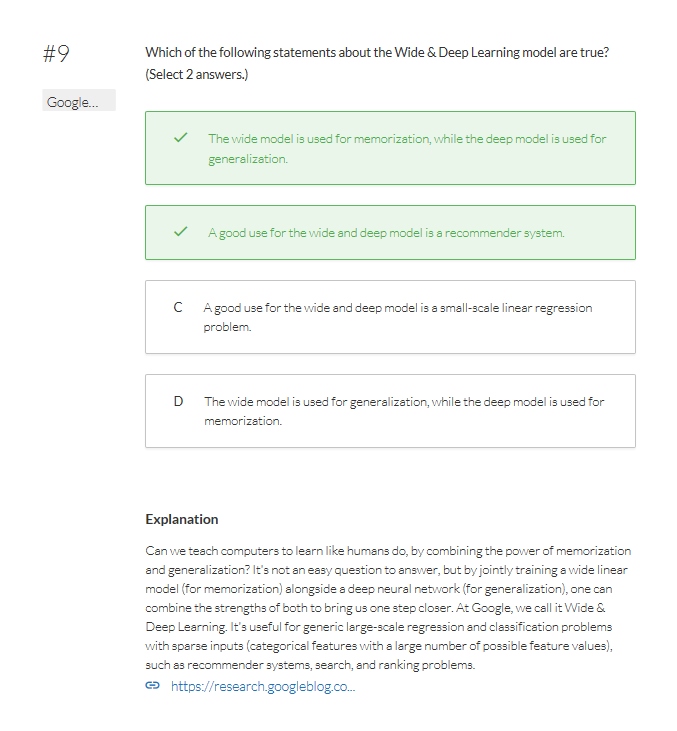 #9
Google...
Which of the following statements about the Wide & Deep Learning model are true?
(Select 2 answers.)
The wide model is used for memorization, while the deep model is used for
generalization.
A good use for the wide and deep model is a recommender system.
C A good use for the wide and deep model is a small-scale linear regression
problem.
D The wide model is used for generalization, while the deep model is used for
memorization.
Explanation
Can we teach computers to learn like humans do, by combining the power of memorization
and generalization? It's not an easy question to answer, but by jointly training a wide linear
model (for memorization) alongside a deep neural network (for generalization), one can
combine the strengths of both to bring us one step closer. At Google, we call it Wide &
Deep Learning. It's useful for generic large-scale regression and classification problems
with sparse inputs (categorical features with a large number of possible feature values),
such as recommender systems, search, and ranking problems.
https://research.googleblog.co...